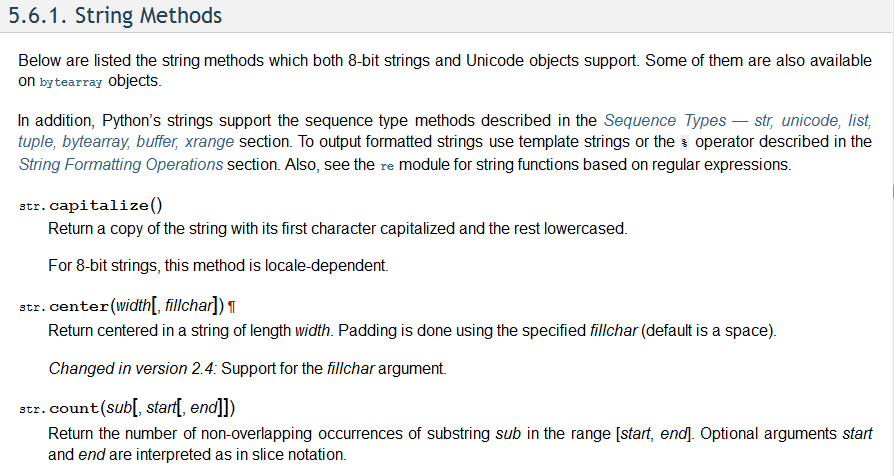 5.6.1. String Methods
Below are listed the string methods which both 8-bit strings and Unicode objects support. Some of them are also available
on bytearray objects.
In addition, Python's strings support the sequence type methods described in the Sequence Types — str, unicode, list,
tuple, bytearray, buffer, xrange section. To output formatted strings use template strings or the % operator described in the
String Formatting Operations section. Also, see the re module for string functions based on regular expressions.
str.capitalize()
Return a copy of the string with its first character capitalized and the rest lowercased.
For 8-bit strings, this method is locale-dependent.
str.center(width[, fillchar]) ¶
Return centered in a string of length width. Padding is done using the specified fillchar (default is a space).
Changed in version 2.4: Support for the fillchar argument.
str.count(sub[, start[, end]])
Return the number of non-overlapping occurrences of substring sub in the range [start, end]. Optional arguments start
and end are interpreted as in slice notation.